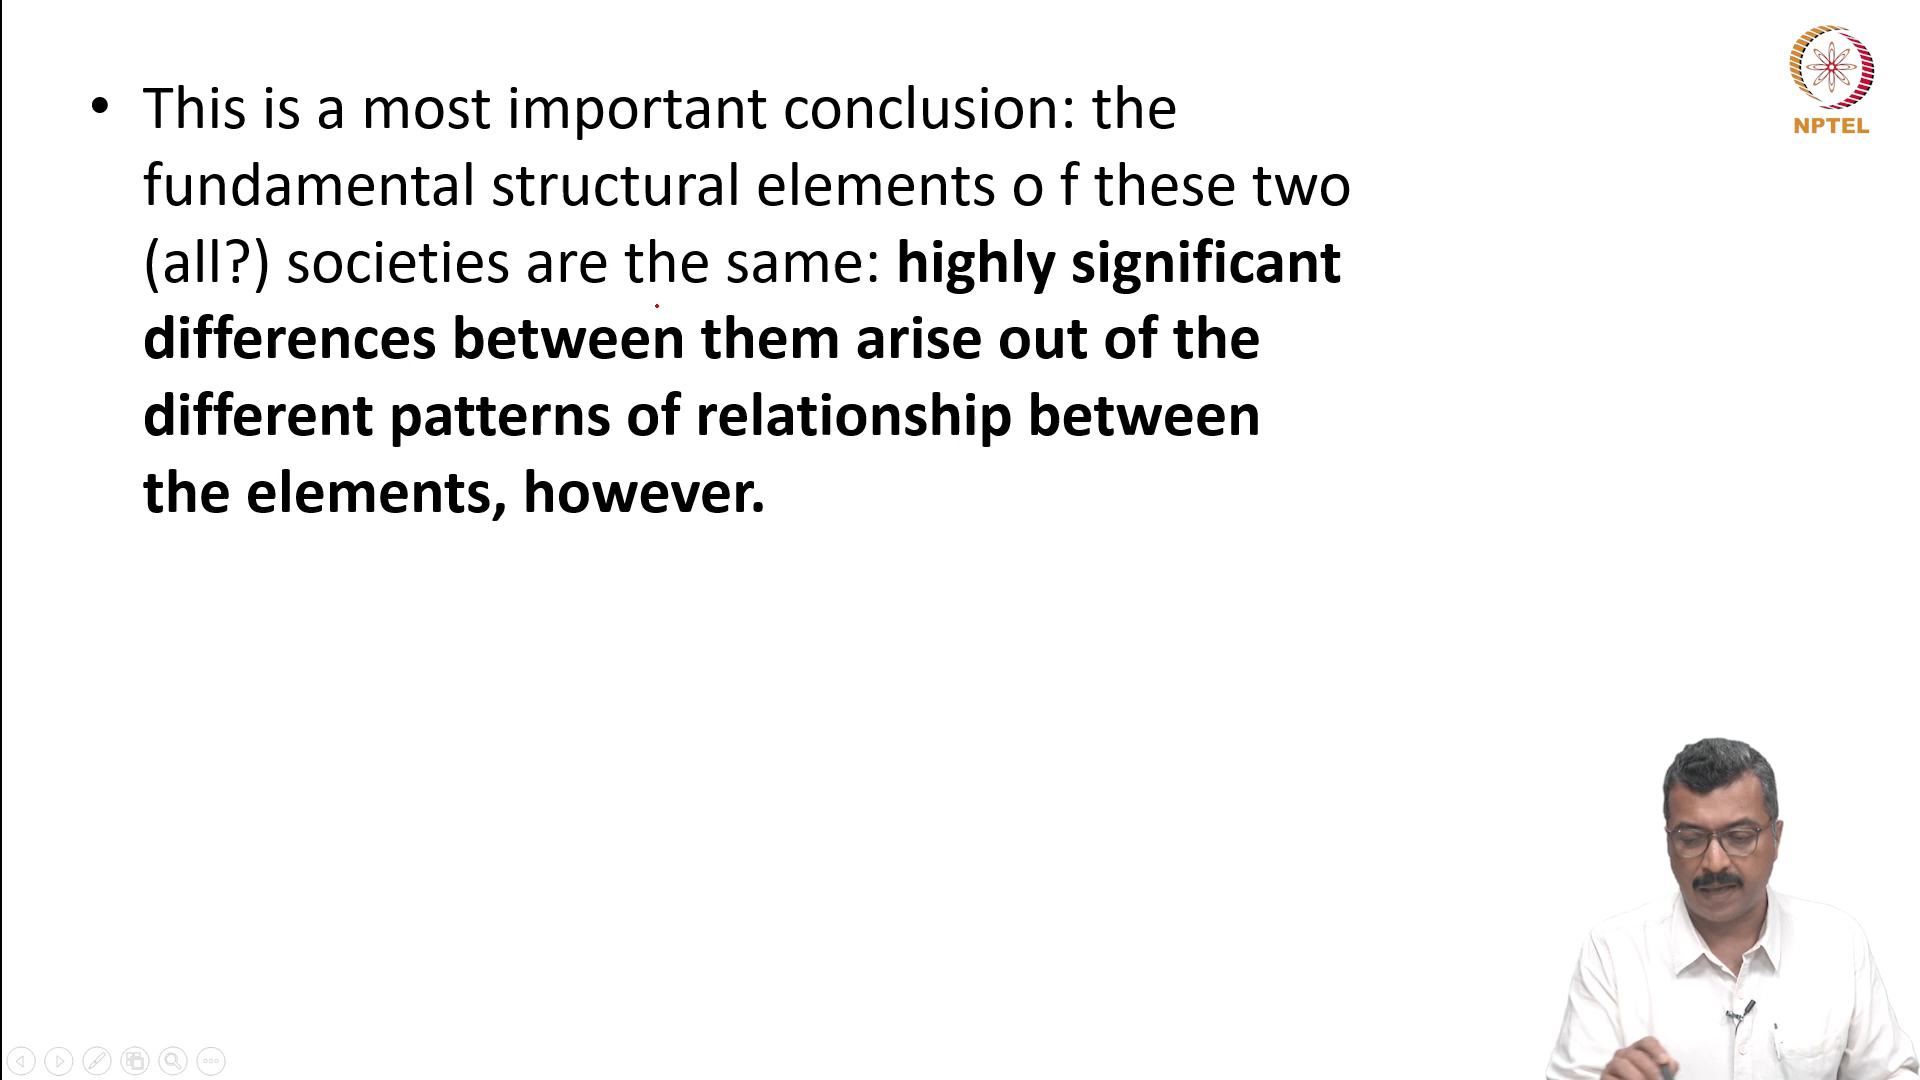 • This is a most important conclusion: the
fundamental structural elements o f these two
(all?) societies are the same: highly significant
differences between them arise out of the
different patterns of relationship between
the elements, however.
NPTEL